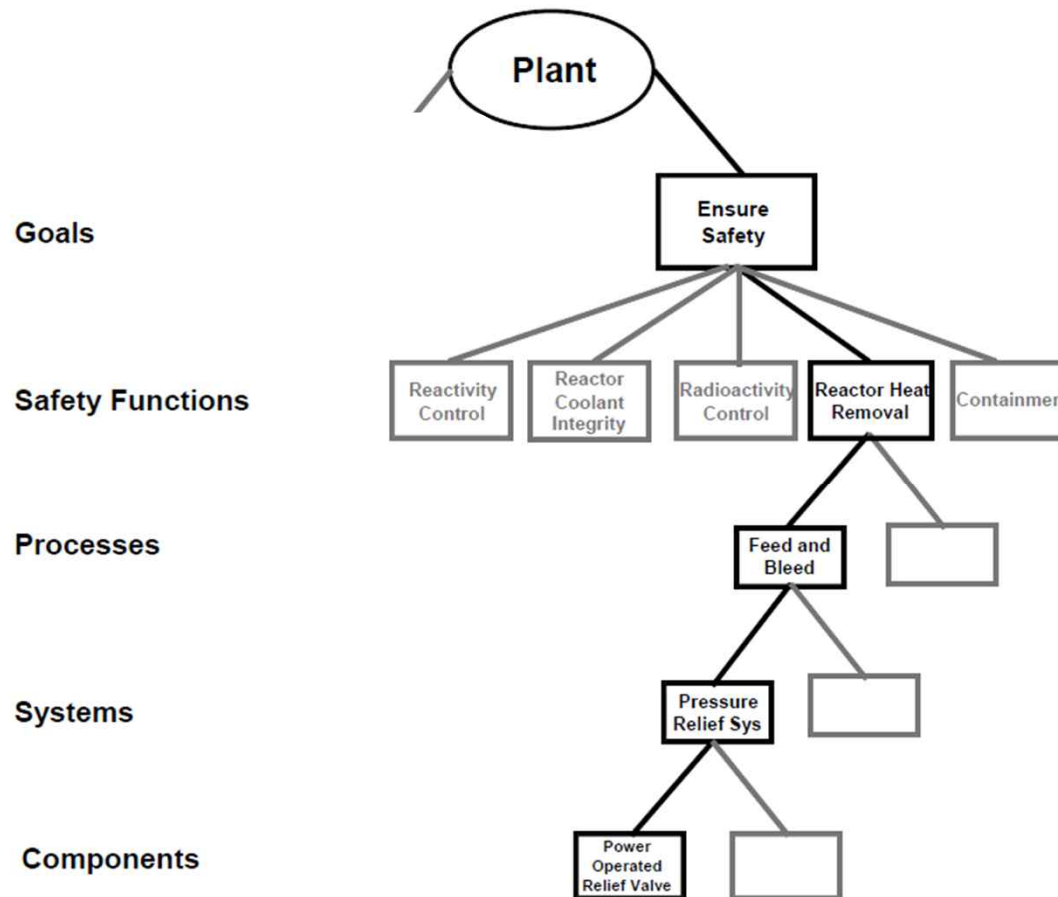 Plant
Goals
Ensure
Safety
Safety Functions
Reactivity
Control
Reactor
Coolant
Integrity
Radioactivity
Control
Reactor Heat
Removal
Containmen
Processes
Feed and
Bleed
Systems
Pressure
Relief Sys
Components
Power
Operated
Relief Valve